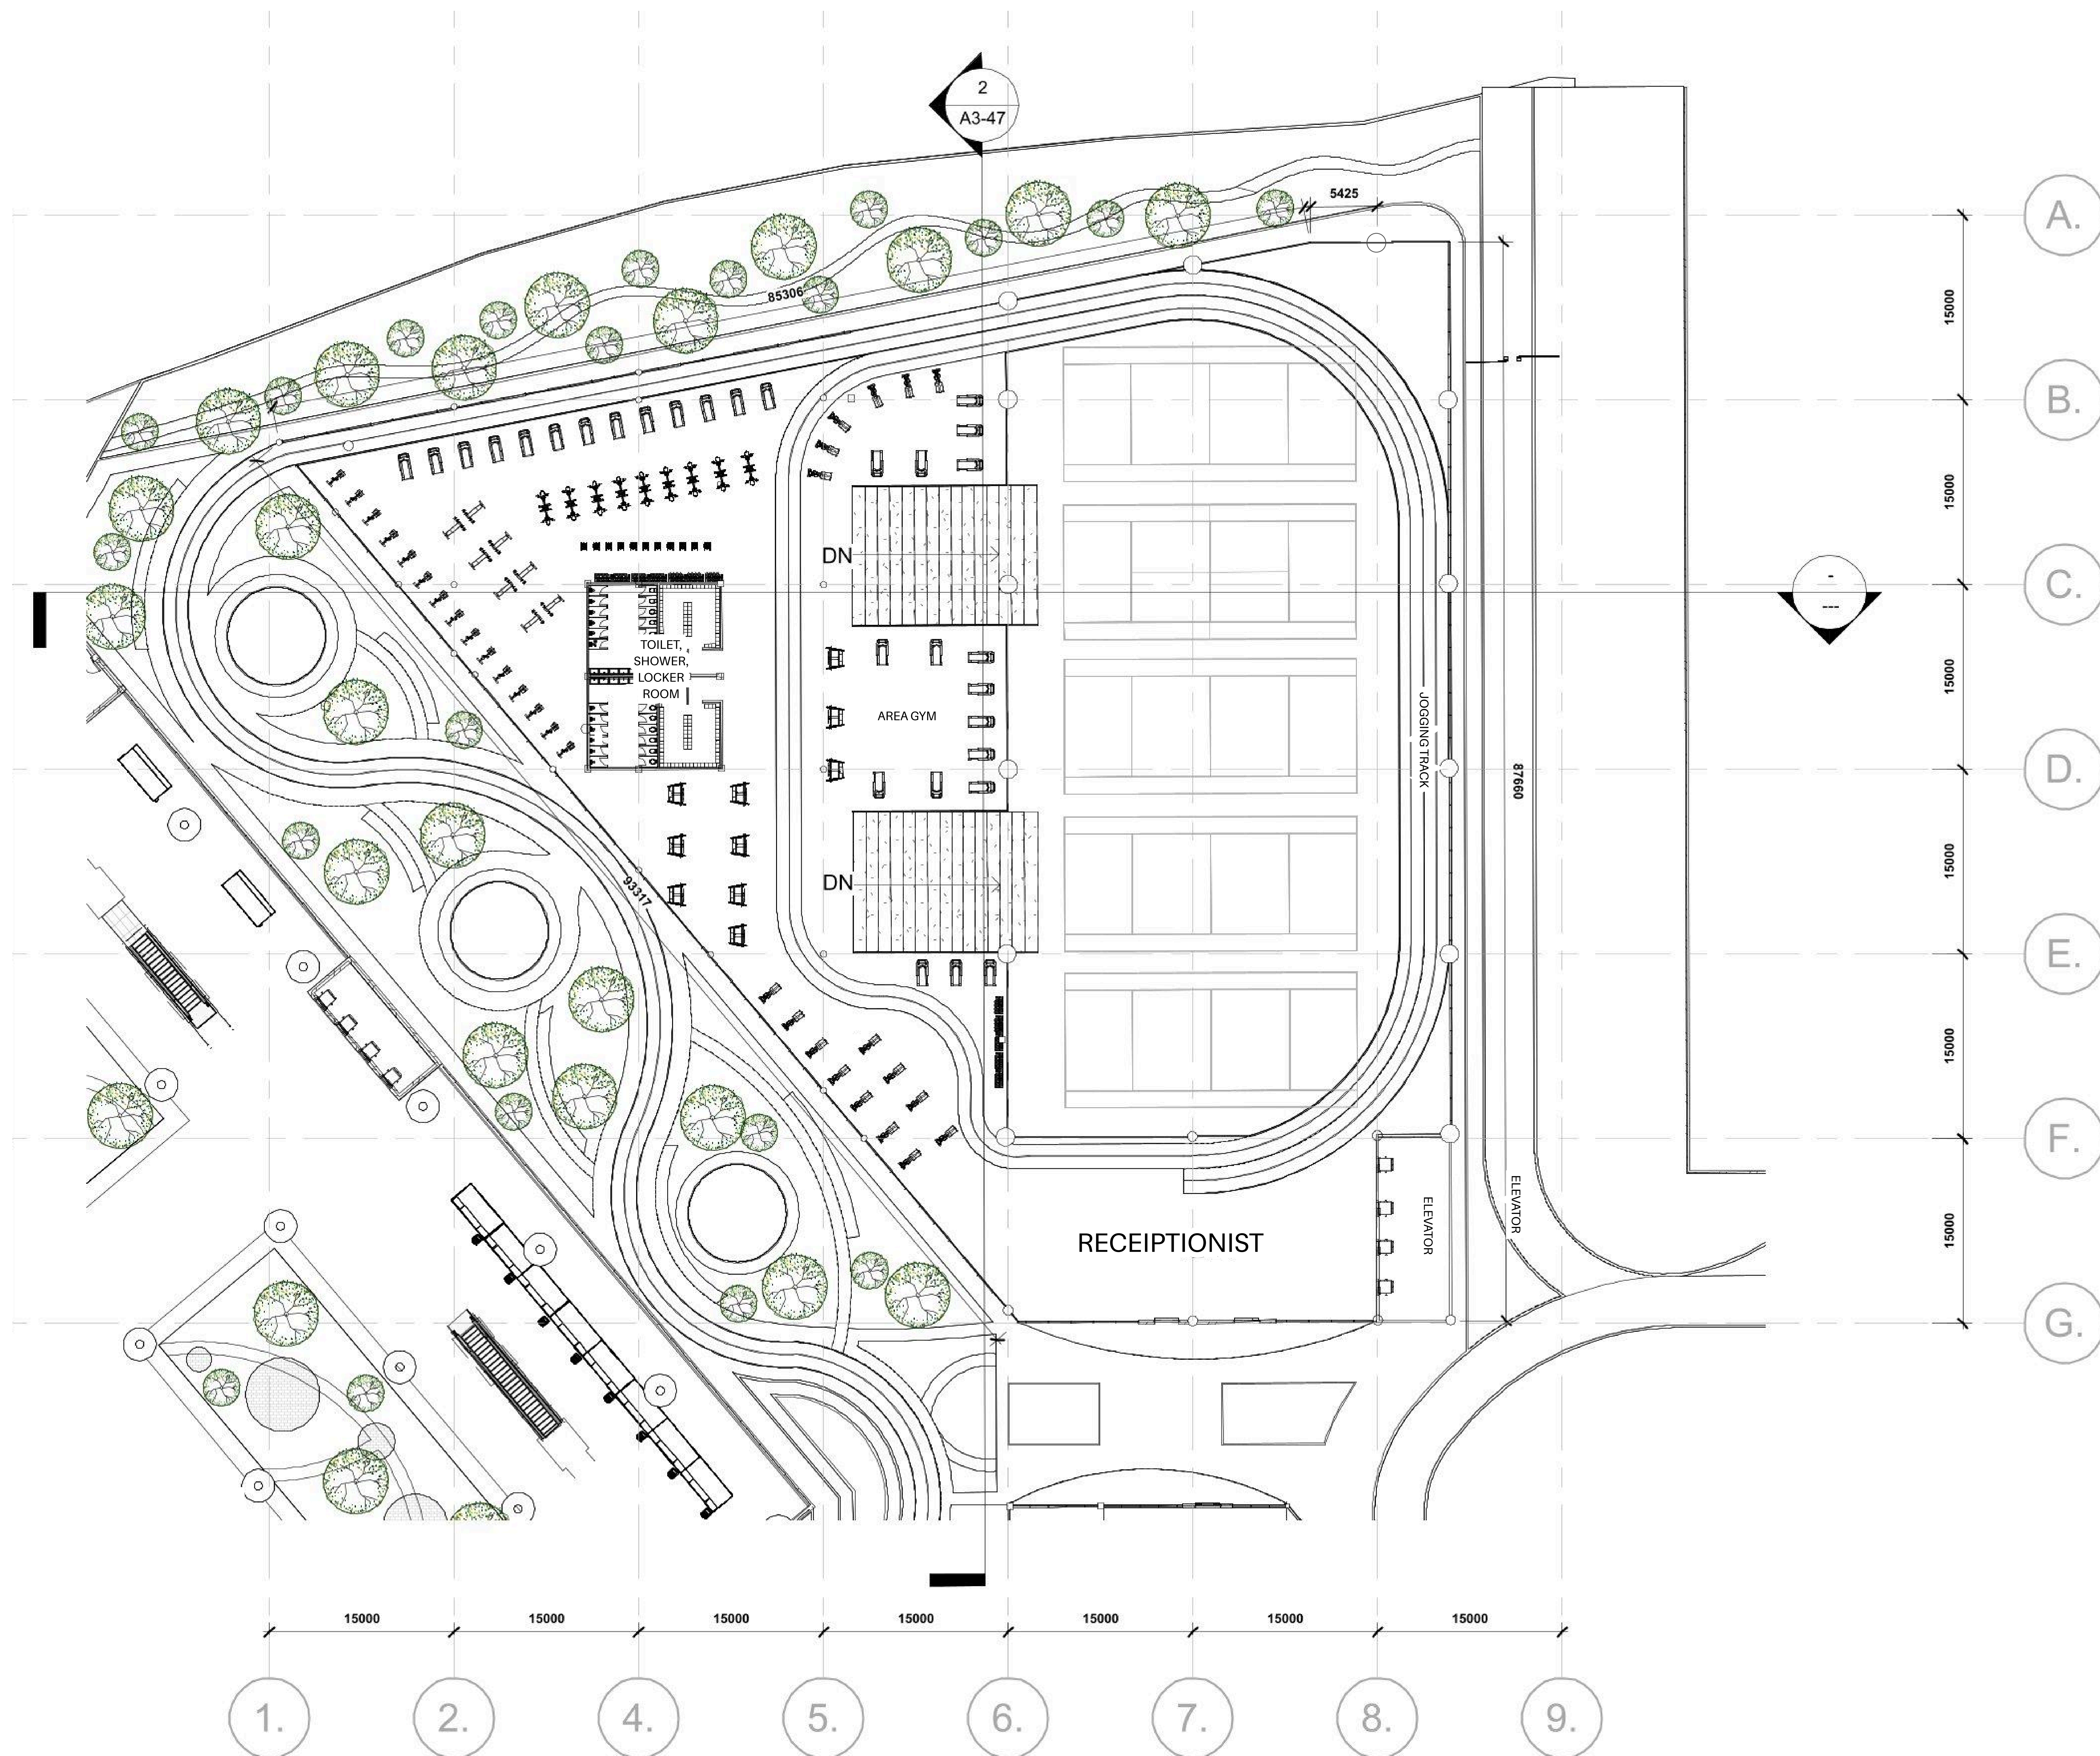 2
A3-47
A.
5425
85306
15000
B.
15000
DN
C.
-
---
TOILET,
SHOWER,
LOCKER
ROOM
15000
AREA GYM
JOGGING TRACK
D.
87660
15000
DN
93317
E.
15000
F.
ELEVATOR
ELEVATOR
RECEIPTIONIST
15000
G.
15000
15000
15000
15000
15000
15000
15000
1.
2.
4.
5.
6.
7.
8.
9.